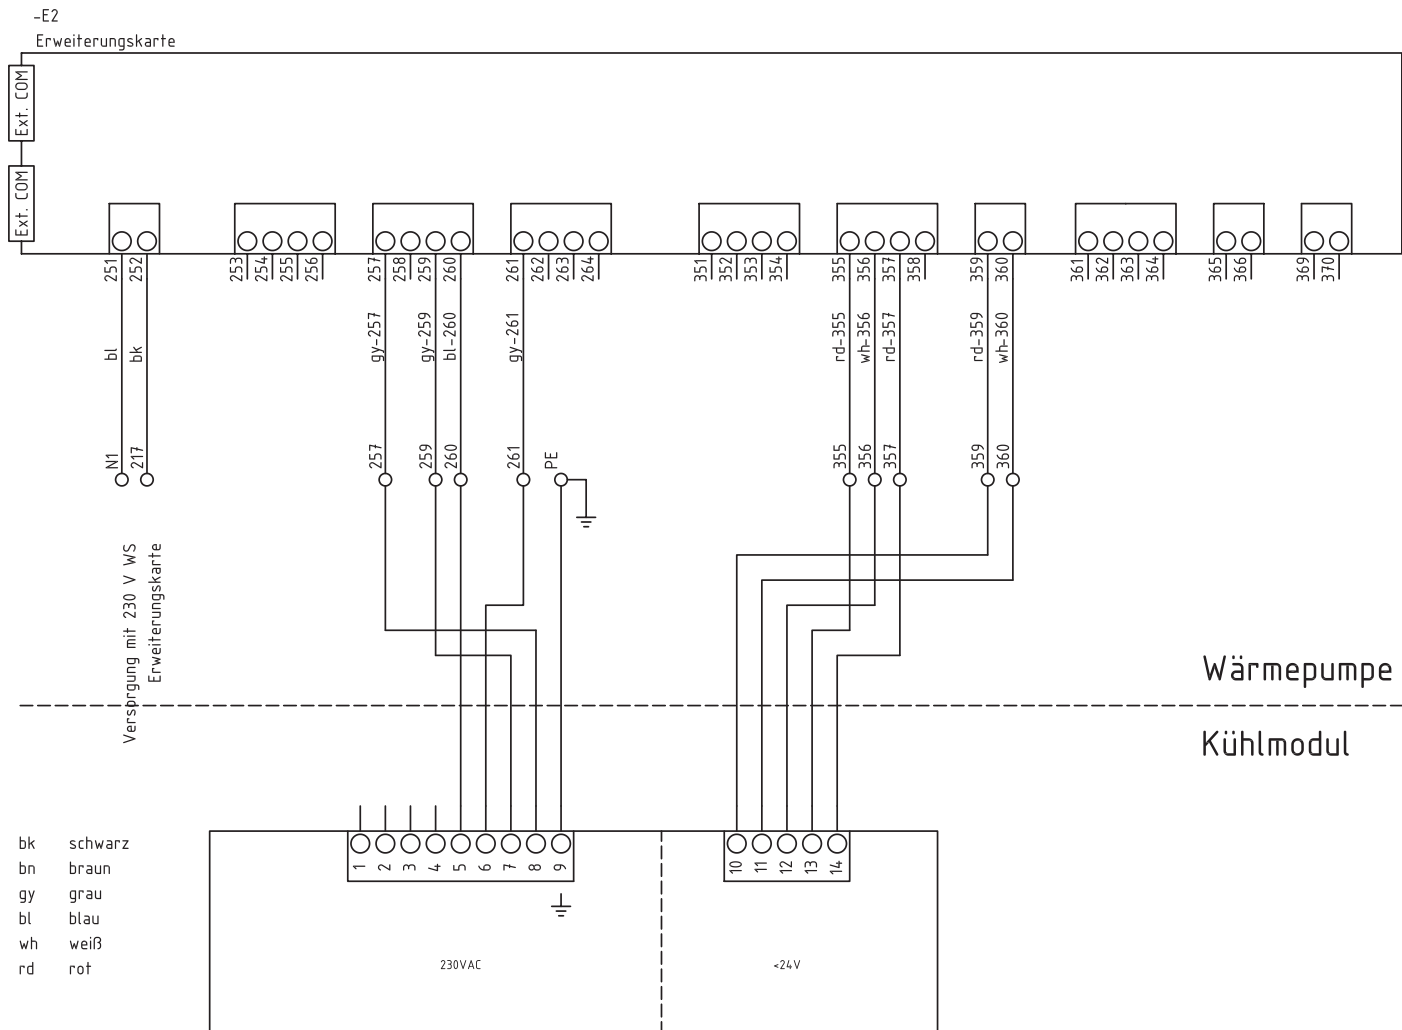 -E2
Erweiterungskarte
Ext. COM
Ext. COM
251
252
253
254
255
256
257
258
259
260
261
262
263
264
351
352
353
354
355
356
357
358
359
360
361
362
363
364
365
366
369
370
bl
bk
gy-257
gy-259
bl-260
gy-261
rd-355
wh-356
rd-357
rd-359
wh-360
N1
217
257
259
260
261
PE
355
356
357
359
360
Versorgung mit 230 V WS
Erweiterungskarte
Wärmepumpe
Kühlmodul
1
2
3
4
5
6
7
8
9
10
11
12
13
14
bk schwarz
bn braun
gy grau
bl blau
wh weiß
rd rot
230VAC
<24V